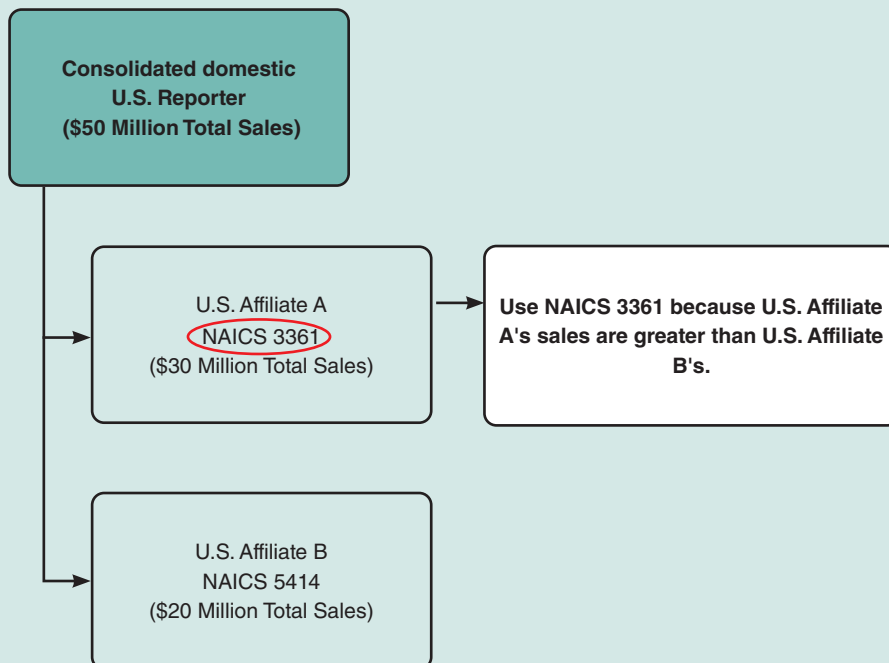 Consolidated domestic
U.S. Reporter
($50 Million Total Sales)
U.S. Affiliate A
NAICS 3361
($30 Million Total Sales)
Use NAICS 3361 because U.S. Affiliate
A's sales are greater than U.S. Affiliate
B's.
U.S. Affiliate B
NAICS 5414
($20 Million Total Sales)